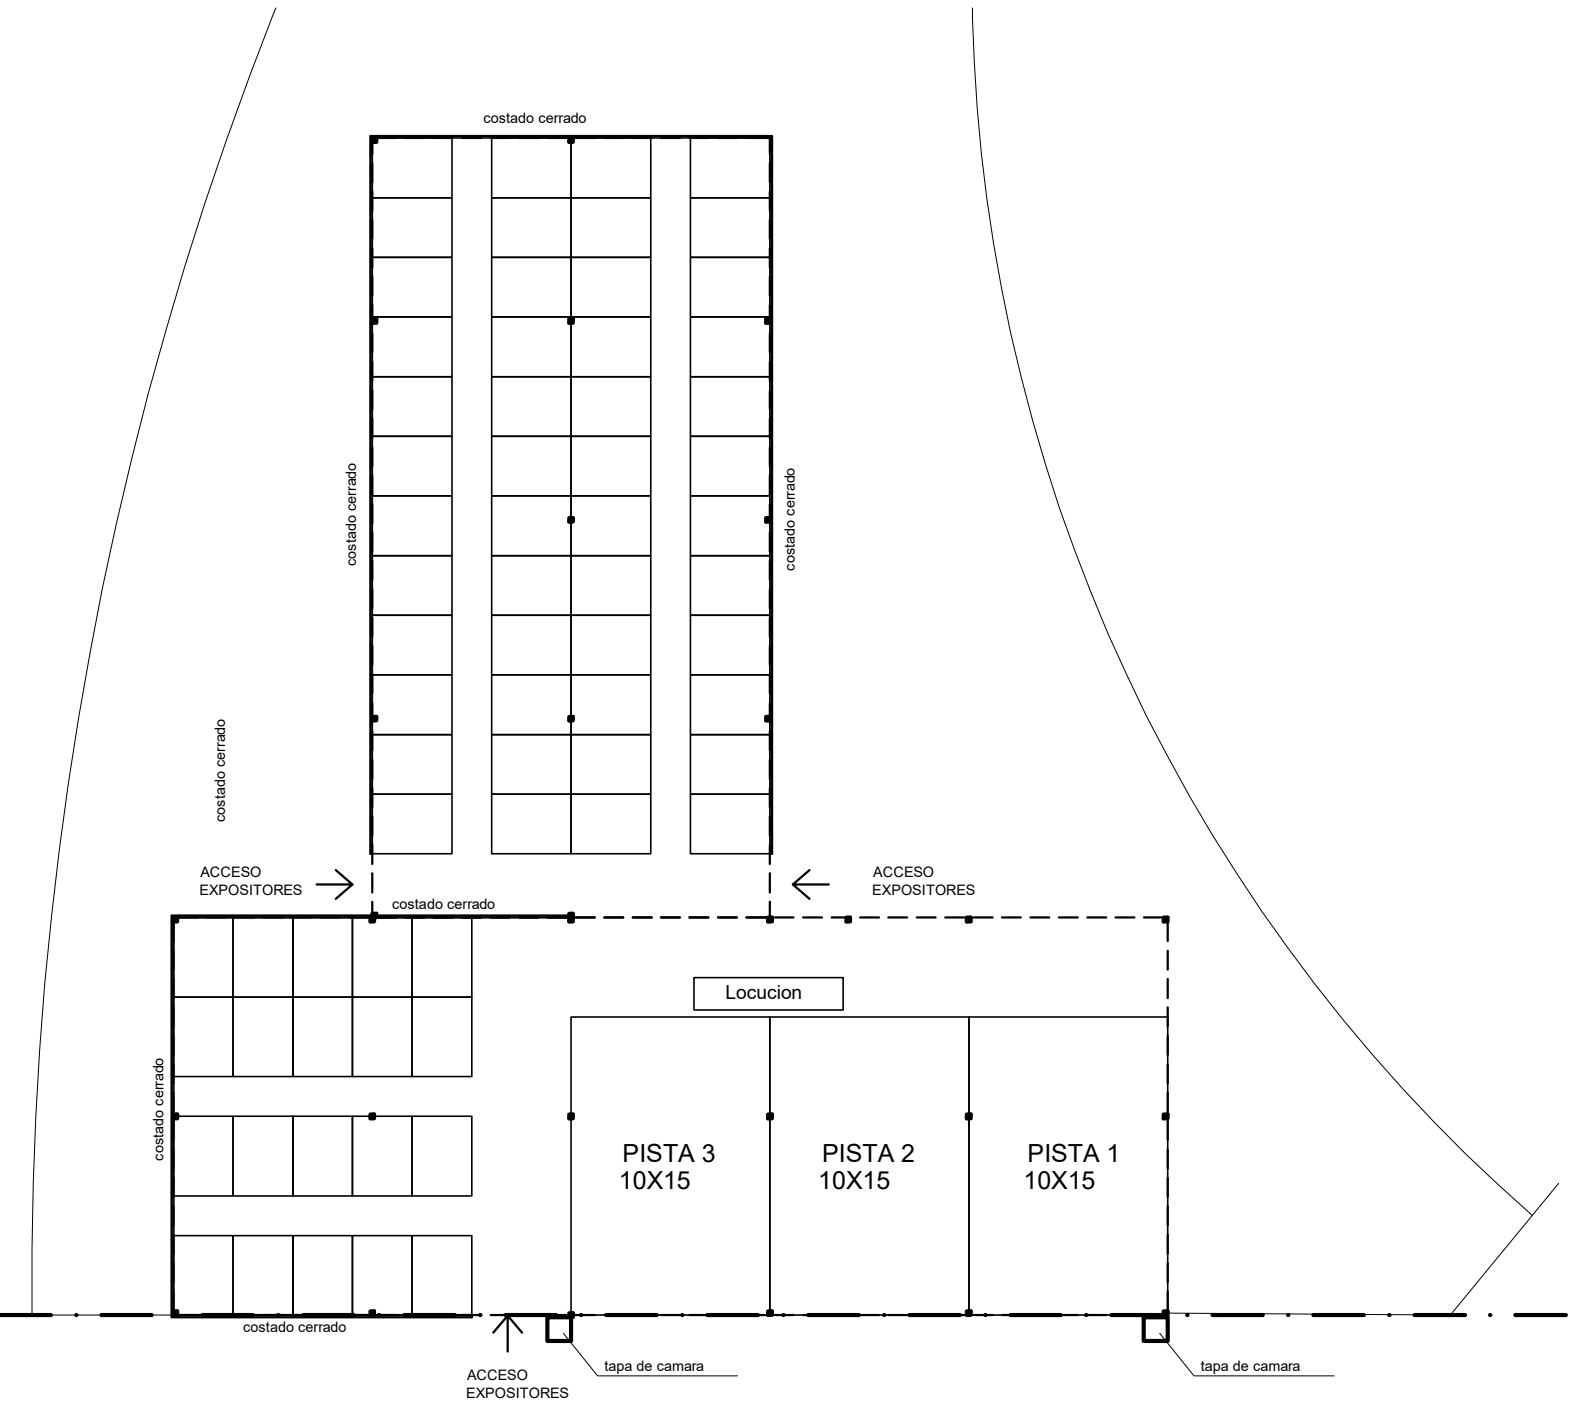 costado cerrado
costado cerrado
costado cerrado
costado cerrado
ACCESO
EXPOSITORES
ACCESO
EXPOSITORES
costado cerrado
Locucion
costado cerrado
PISTA 3
10X15
PISTA 2
10X15
PISTA 1
10X15
costado cerrado
ACCESO
EXPOSITORES
tapa de camara
tapa de camara